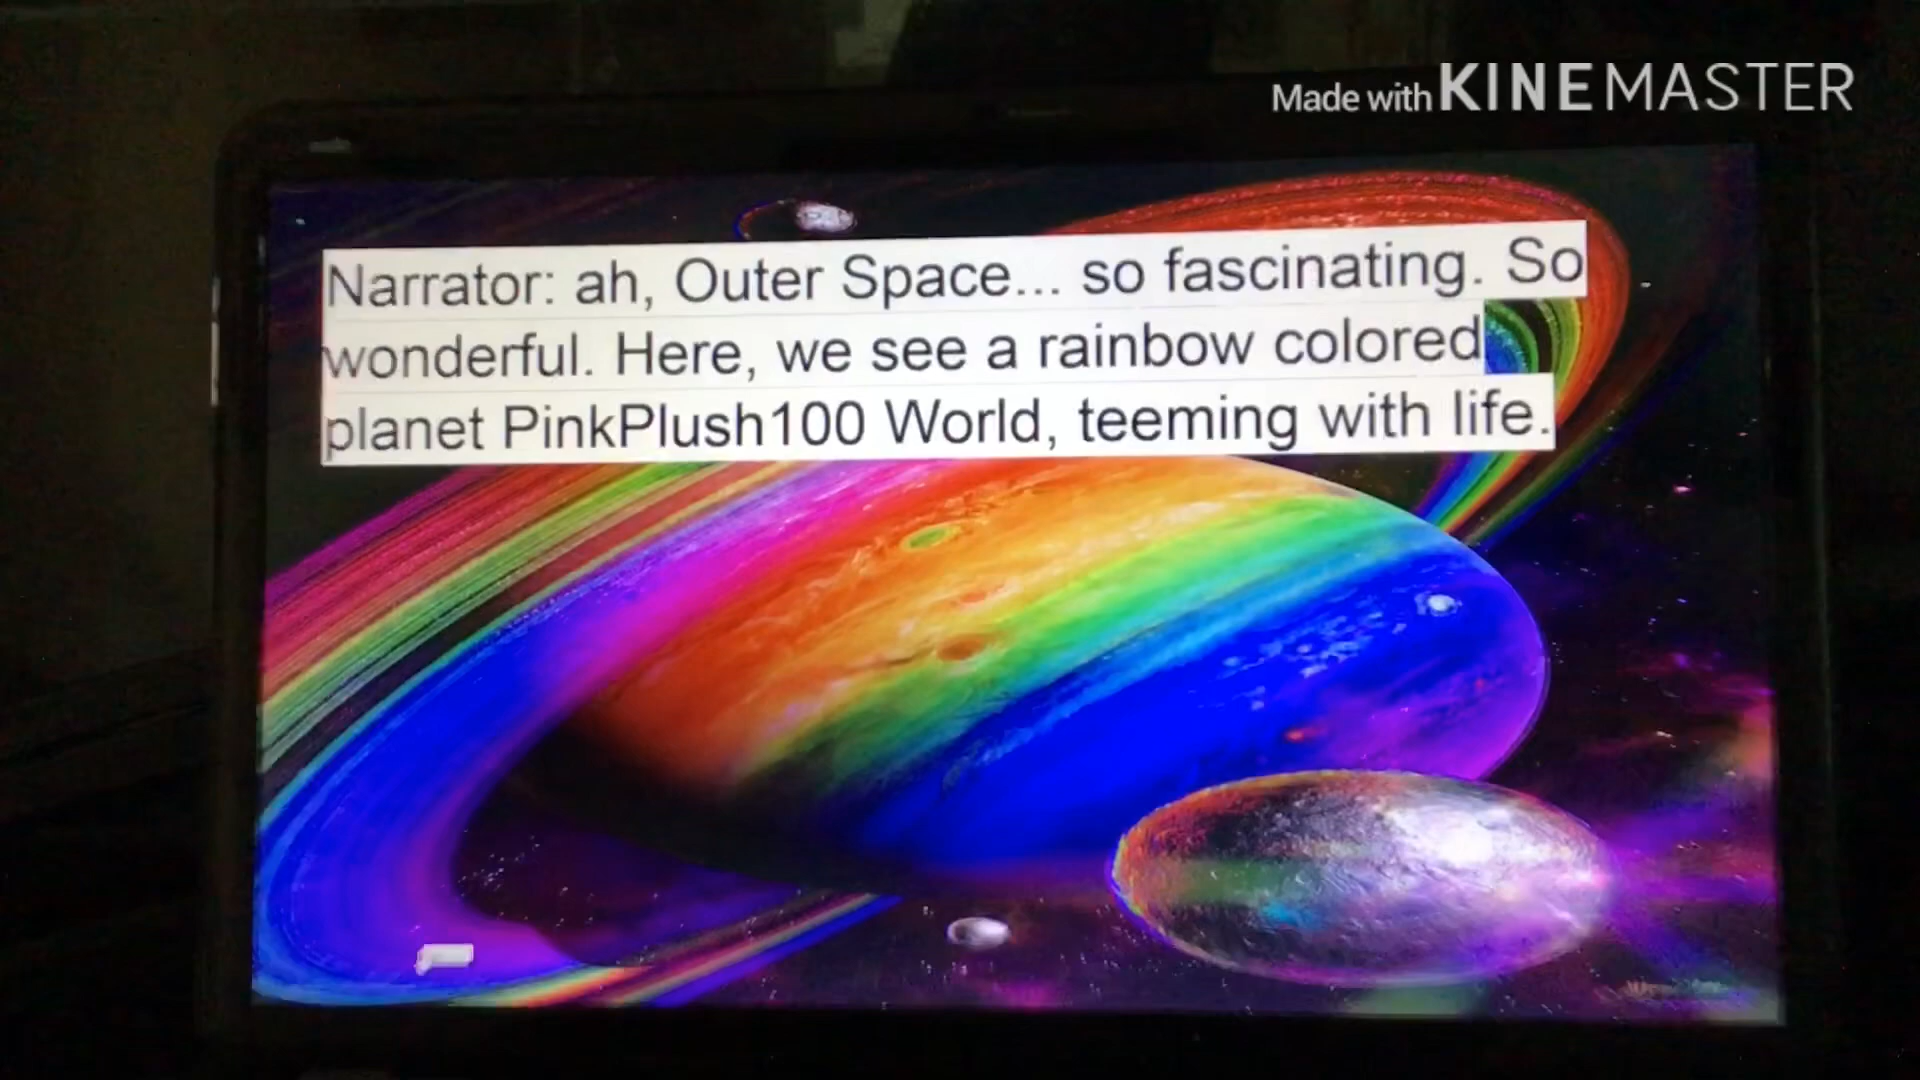 Made with KINEMASTER
Narrator: ah, Outer Space... so fascinating. So
wonderful. Here, we see a rainbow colored
planet PinkPlush100 World, teeming with life.